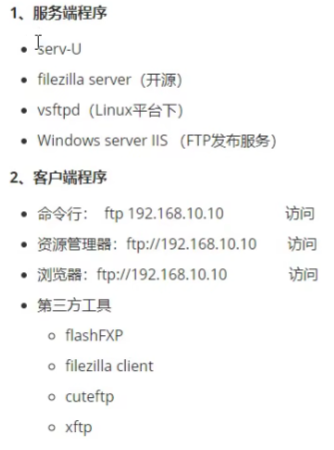 1、服务端程序
serv-U
filezilla server（开源）
vsftpd（Linux平台下）
Windows server IIS （FTP发布服务）
2、客户端程序
命令行： ftp 192.168.10.10 访问
资源管理器：ftp://192.168.10.10 访问
浏览器：ftp://192.168.10.10 访问
第三方工具
flashFXP
filezilla client
cuteftp
xftp